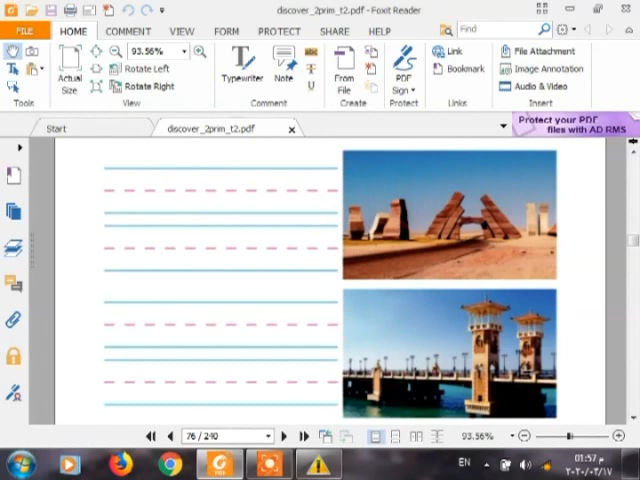 discover_2prim_t2.pdf - Foxit Reader
FILE HOME COMMENT VIEW FORM PROTECT SHARE HELP Find
Actual Size
93.56%
Rotate Left
Rotate Right
Typewriter
Note
From File
PDF Sign
Link
Bookmark
File Attachment
Image Annotation
Audio & Video
Tools View Comment Create Protect Links Insert
Start discover_2prim_t2.pdf
Protect your PDF
files with AD RMS
76 / 240 93.56%
EN
01:57 م
٢٠٢٠/٠٣/١٧